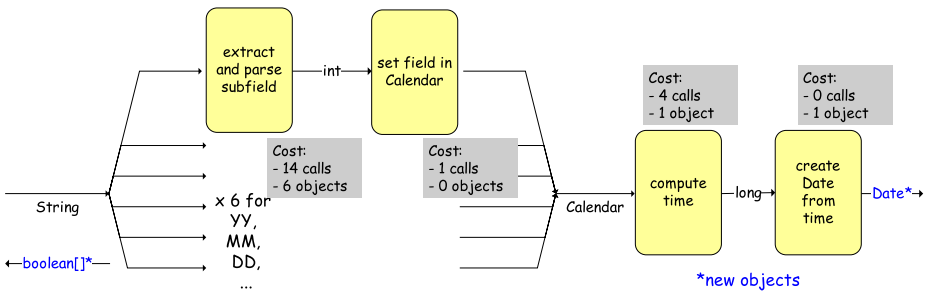 extract
and parse
subfield
int
set field in
Calendar
Cost:
- 14 calls
- 6 objects
Cost:
- 1 calls
- 0 objects
Cost:
- 4 calls
- 1 object
Cost:
- 0 calls
- 1 object
String
boolean[]*
x 6 for
YY,
MM,
DD,
...
Calendar
compute
time
long
create
Date
from
time
Date*
*new objects